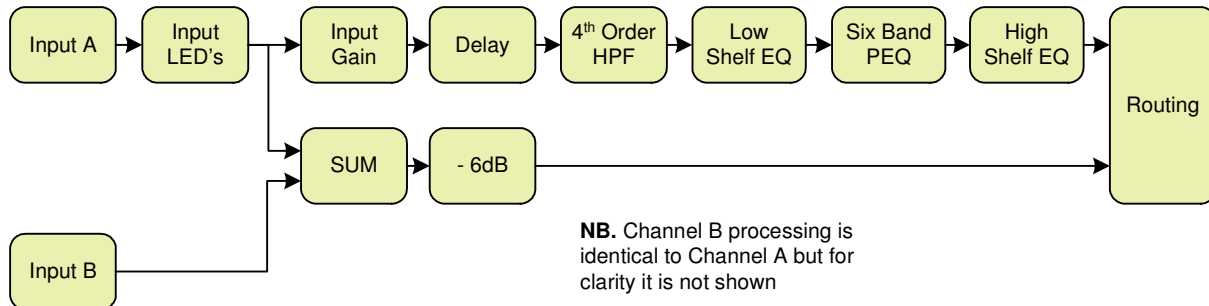 Input A
Input
LED's
Input
Gain
Delay
4th Order
HPF
Low
Shelf EQ
Six Band
PEQ
High
Shelf EQ
Routing
SUM
- 6dB
Input B
NB. Channel B processing is
identical to Channel A but for
clarity it is not shown